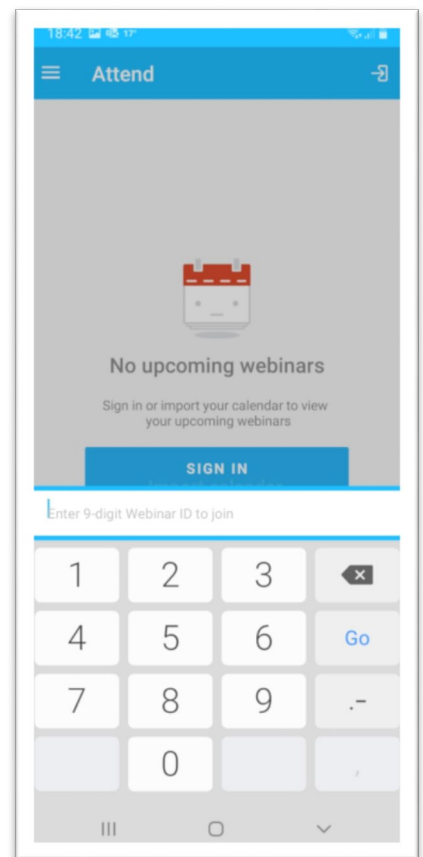 18:42 17°
Attend
No upcoming webinars
Sign in or import your calendar to view
your upcoming webinars
SIGN IN
Import calendar
Enter 9-digit Webinar ID to join
1 2 3
4 5 6 Go
7 8 9 .-
0 ,